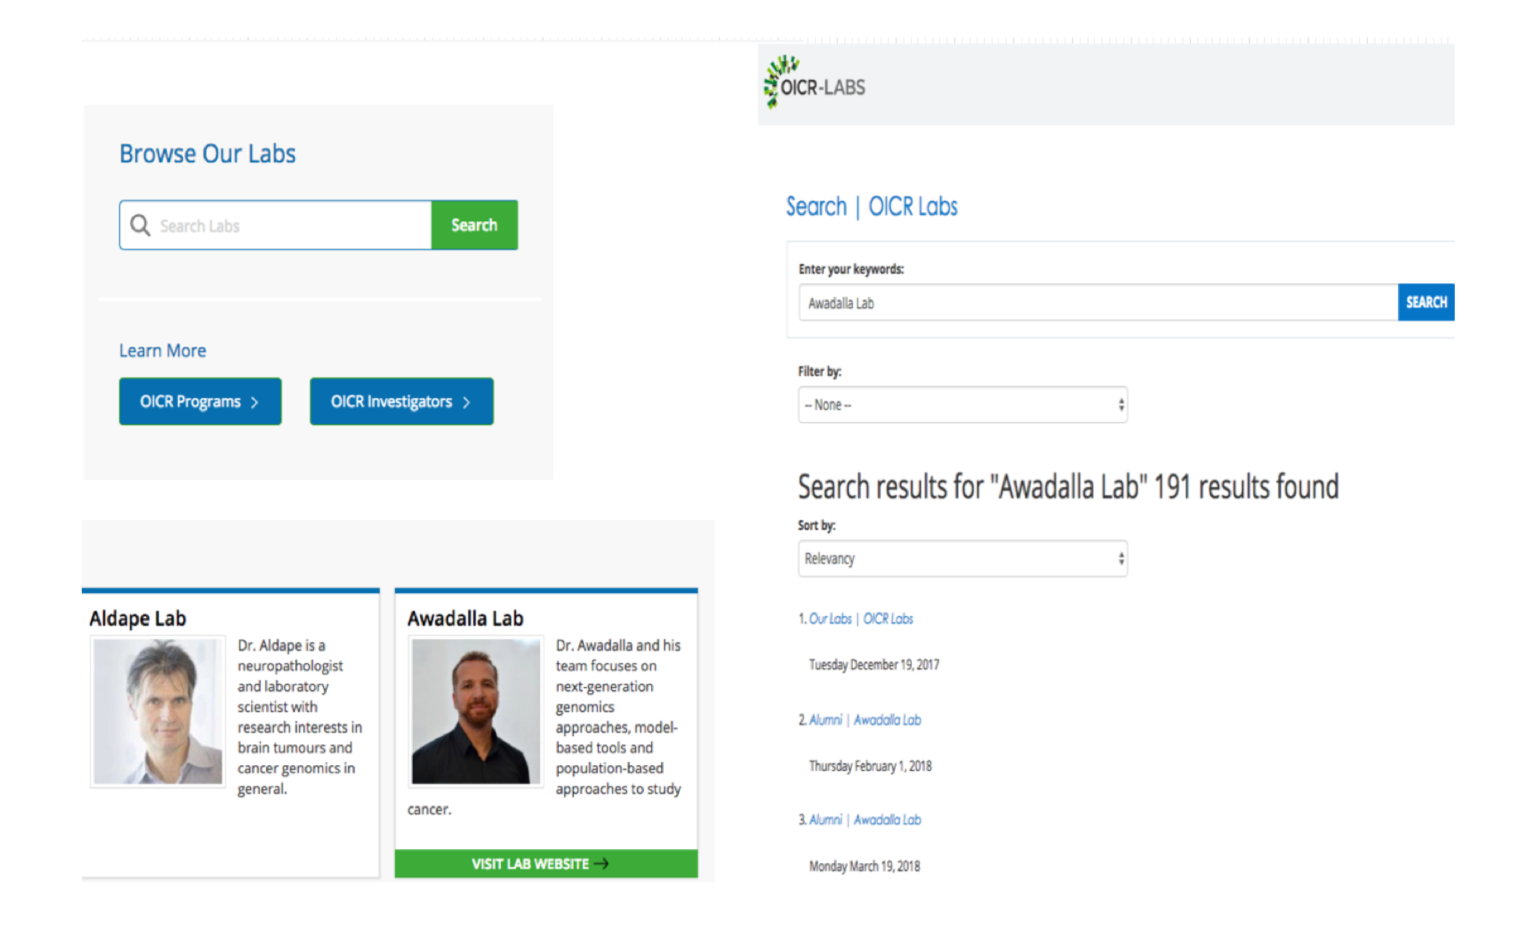 Browse Our Labs
Search Labs
Search
Learn More
OICR Programs >
OICR Investigators >
Aldape Lab
Dr. Aldape is a
neuropathologist
and laboratory
scientist with
research interests in
brain tumours and
cancer genomics in
general.
Awadalla Lab
Dr. Awadalla and his
team focuses on
next-generation
genomics
approaches, model-
based tools and
population-based
approaches to study
cancer.
VISIT LAB WEBSITE →
OICR-LABS
Search | OICR Labs
Enter your keywords:
Awadalla Lab
SEARCH
Filter by:
-- None --
Search results for "Awadalla Lab" 191 results found
Sort by:
Relevancy
1. Our Labs | OICR Labs
Tuesday December 19, 2017
2. Alumni | Awadalla Lab
Thursday February 1, 2018
3. Alumni | Awadalla Lab
Monday March 19, 2018